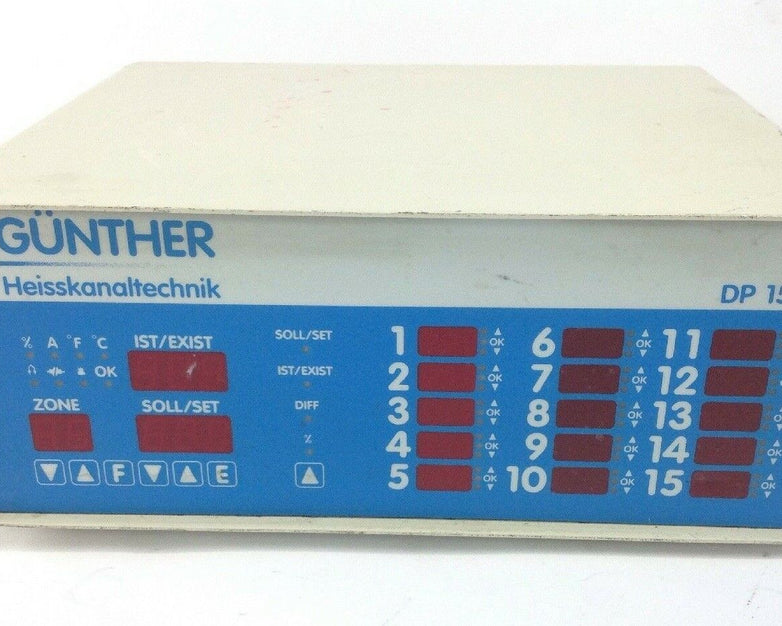 GÜNTHER
Heisskanaltechnik
DP 15
% A °F °C IST/EXIST
OK
ZONE SOLL/SET
▼ ▲ F ▼ ▲ E
SOLL/SET
IST/EXIST
DIFF
%
▲
1
2 OK
3 OK
4 OK
5 OK
6 OK
7 OK
8 OK
9 OK
10 OK
11
12
13
14 OK
15 OK
1 OK